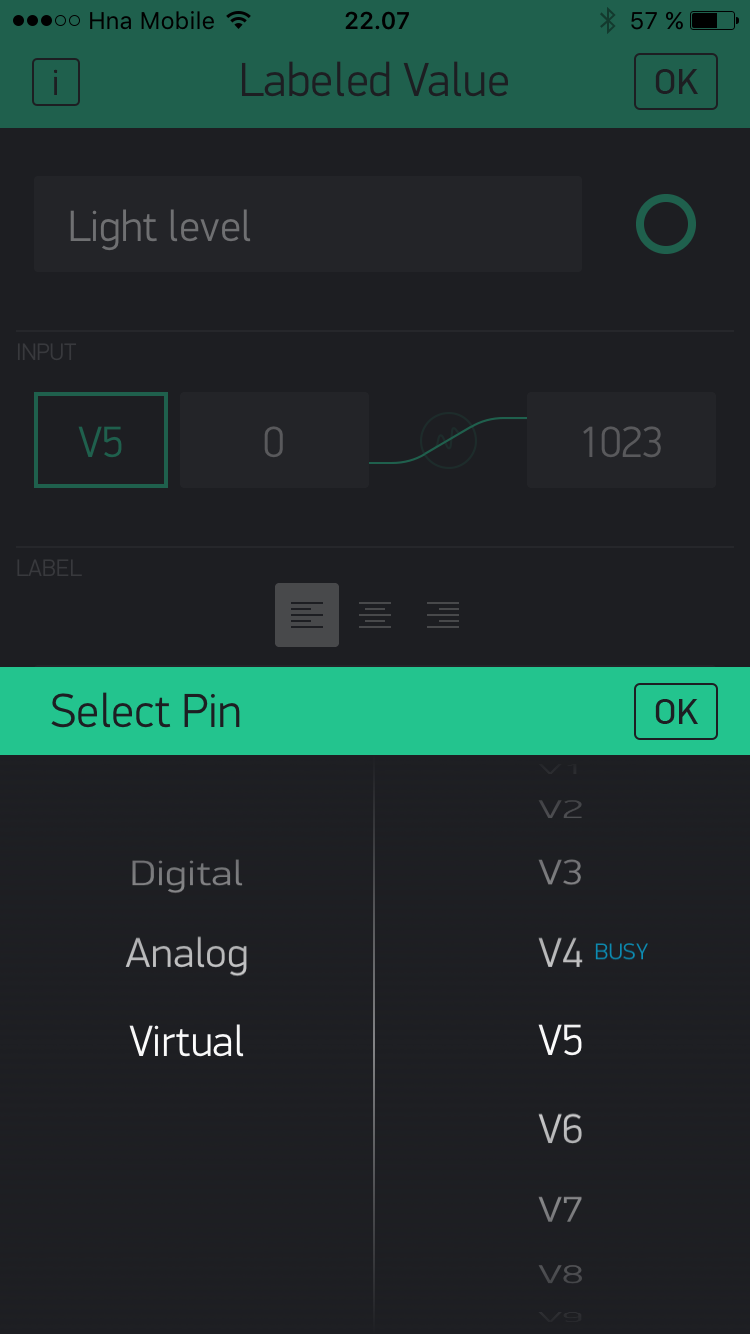 Hna Mobile 22.07 57 %
i Labeled Value OK
Light level
INPUT
V5 0 1023
LABEL
Select Pin OK
V1
V2
Digital V3
Analog V4 BUSY
Virtual V5
V6
V7
V8
V9